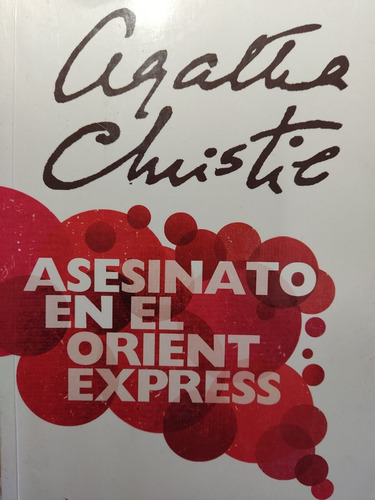 Agatha
Christie
ASESINATO
EN EL
ORIENT
EXPRESS